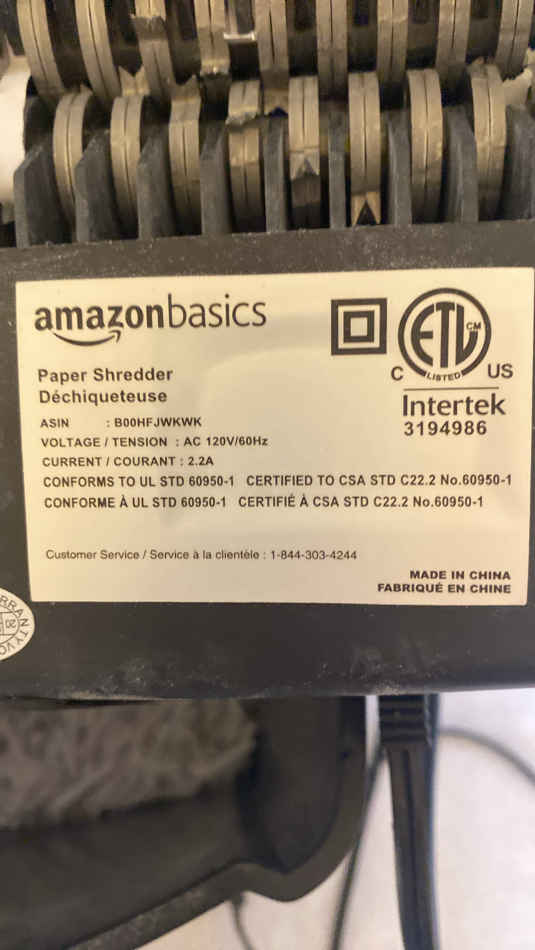 amazonbasics
ETL CM
LISTED
C US
Intertek
3194986
Paper Shredder
Déchiqueteuse
ASIN : B00HFJWKWK
VOLTAGE / TENSION : AC 120V/60Hz
CURRENT / COURANT : 2.2A
CONFORMS TO UL STD 60950-1 CERTIFIED TO CSA STD C22.2 No.60950-1
CONFORME À UL STD 60950-1 CERTIFIÉ À CSA STD C22.2 No.60950-1
Customer Service / Service à la clientèle : 1-844-303-4244
MADE IN CHINA
FABRIQUÉ EN CHINE